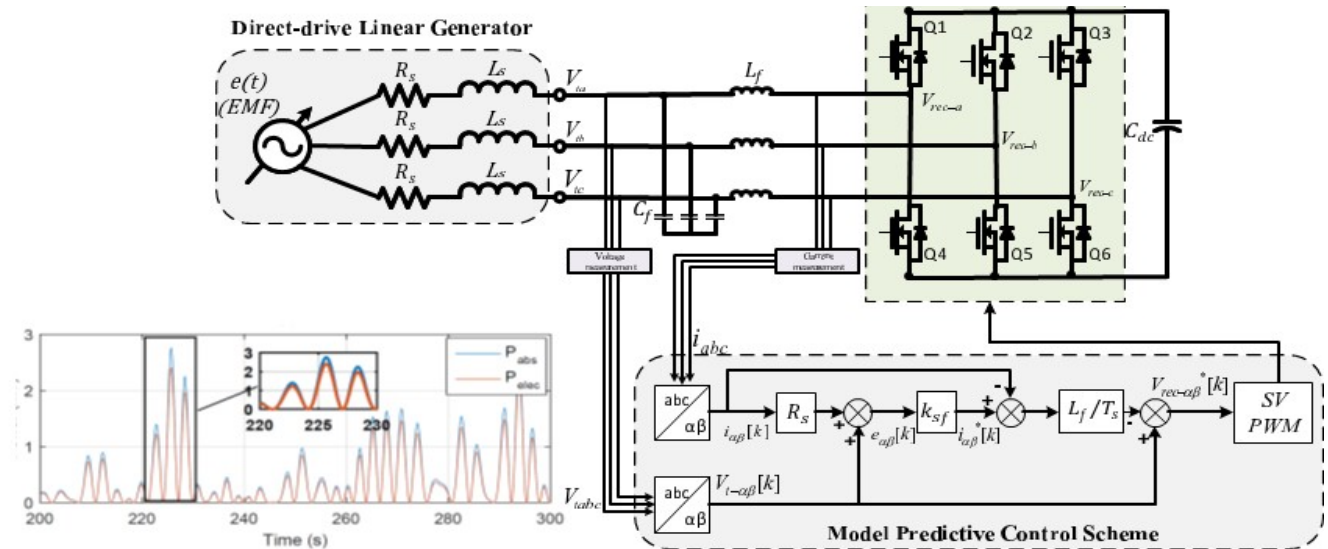 Direct-drive Linear Generator
e(t)
(EMF)
R_s
L_s
R_s
L_s
R_s
L_s
V_ta
V_tb
V_tc
L_f
C_f
Q1
Q2
Q3
V_rec-a
V_rec-b
V_rec-c
C_dc
Q4
Q5
Q6
Voltage
measurement
Current
measurement
3
2
1
0
200
220
240
260
280
300
Time (s)
P_abs
P_elec
3
2
1
0
220
225
230
i_abc
abc
αβ
i_αβ[k]
R_s
+
+
e_αβ[k]
k_sf
+
-
i_αβ*[k]
L_f/T_s
-
+
V_rec-αβ*[k]
SV
PWM
V_tabc
abc
αβ
V_t-αβ[k]
Model Predictive Control Scheme